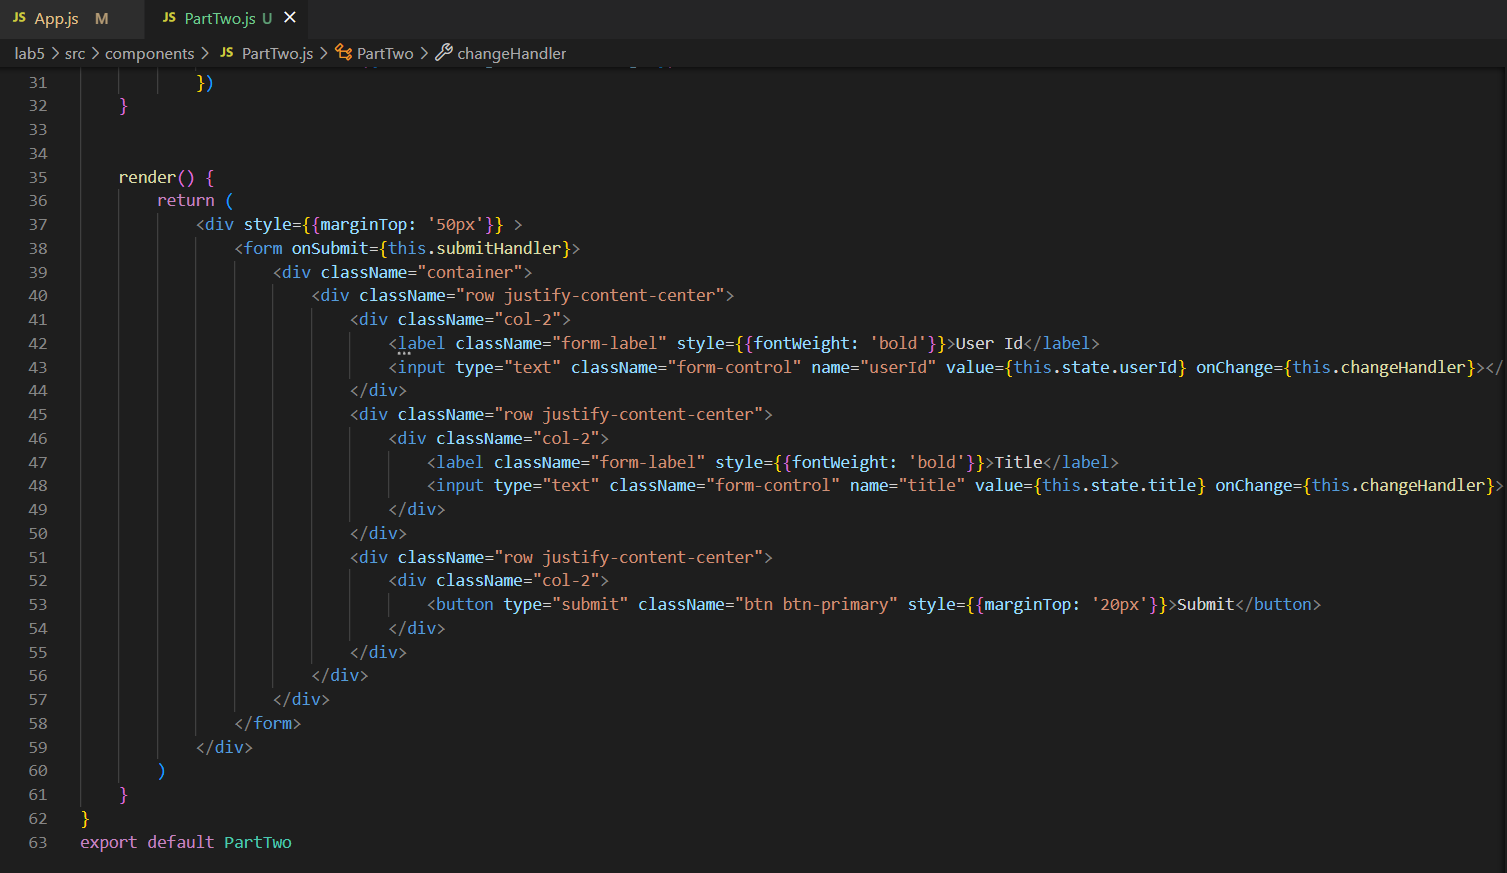 JS App.js M JS PartTwo.js U ×
lab5 > src > components > JS PartTwo.js > PartTwo > changeHandler
31 })
32 }
33
34
35 render() {
36 return (
37 <div style={{marginTop: '50px'}} >
38 <form onSubmit={this.submitHandler}>
39 <div className="container">
40 <div className="row justify-content-center">
41 <div className="col-2">
42 <label className="form-label" style={{fontWeight: 'bold'}}>User Id</label>
43 <input type="text" className="form-control" name="userId" value={this.state.userId} onChange={this.changeHandler}></
44 </div>
45 <div className="row justify-content-center">
46 <div className="col-2">
47 <label className="form-label" style={{fontWeight: 'bold'}}>Title</label>
48 <input type="text" className="form-control" name="title" value={this.state.title} onChange={this.changeHandler}>
49 </div>
50 </div>
51 <div className="row justify-content-center">
52 <div className="col-2">
53 <button type="submit" className="btn btn-primary" style={{marginTop: '20px'}}>Submit</button>
54 </div>
55 </div>
56 </div>
57 </div>
58 </form>
59 </div>
60 )
61 }
62 }
63 export default PartTwo